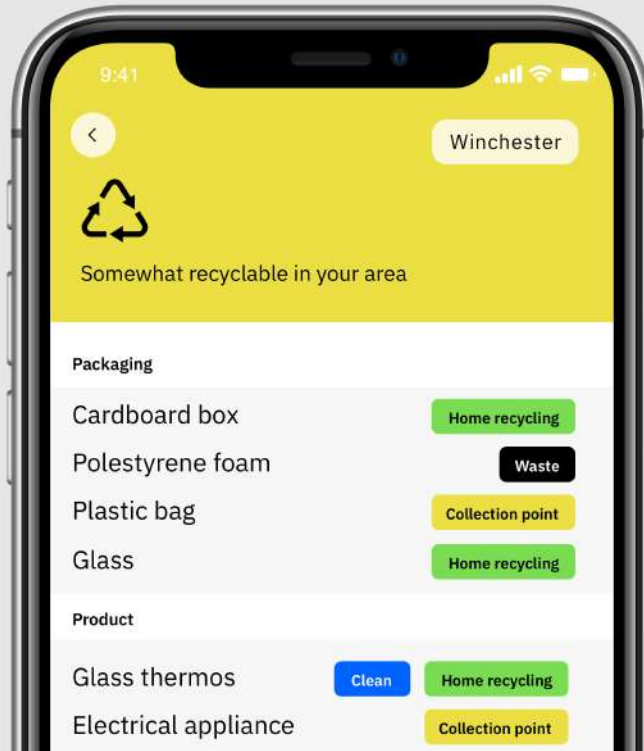 9:41
Winchester
Somewhat recyclable in your area
Packaging
Cardboard box Home recycling
Polestyrene foam Waste
Plastic bag Collection point
Glass Home recycling
Product
Glass thermos Clean Home recycling
Electrical appliance Collection point